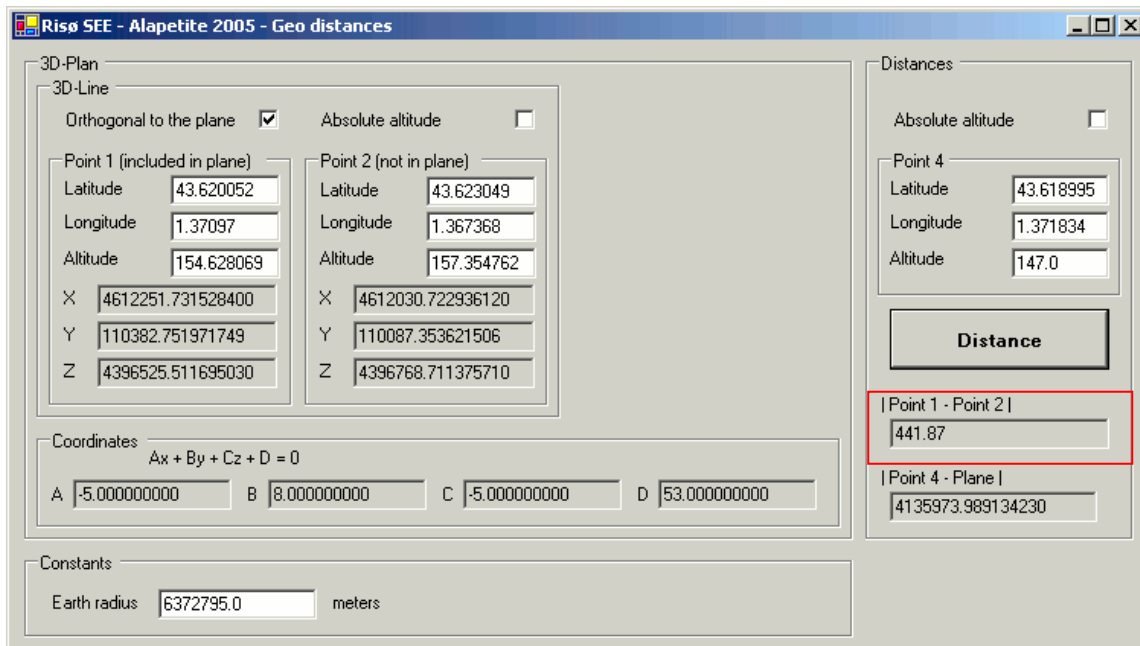 Risø SEE - Alapetite 2005 - Geo distances
3D-Plan
3D-Line
Orthogonal to the plane
Absolute altitude
Point 1 (included in plane)
Latitude 43.620052
Longitude 1.37097
Altitude 154.628069
X 4612251.731528400
Y 110382.751971749
Z 4396525.511695030
Point 2 (not in plane)
Latitude 43.623049
Longitude 1.367368
Altitude 157.354762
X 4612030.722936120
Y 110087.353621506
Z 4396768.711375710
Coordinates
Ax + By + Cz + D = 0
A -5.000000000 B 8.000000000 C -5.000000000 D 53.000000000
Constants
Earth radius 6372795.0 meters
Distances
Absolute altitude
Point 4
Latitude 43.618995
Longitude 1.371834
Altitude 147.0
Distance
| Point 1 - Point 2 |
441.87
| Point 4 - Plane |
4135973.989134230